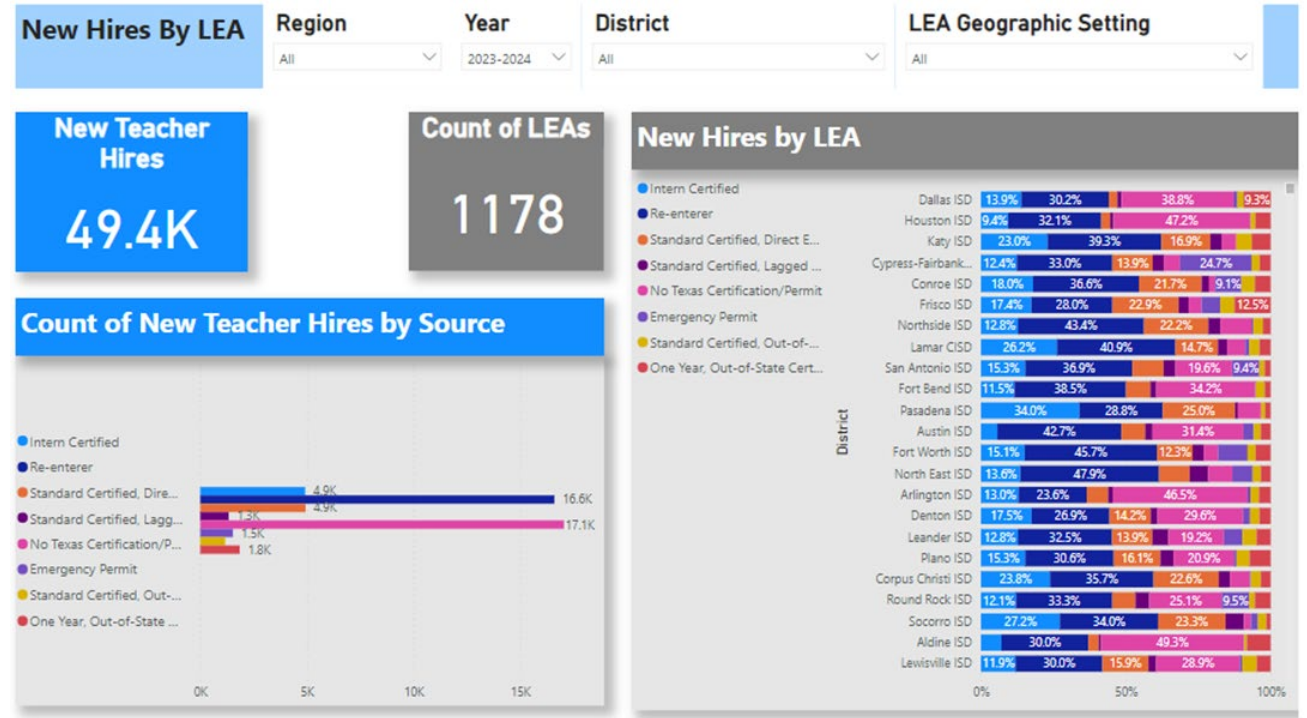 New Hires By LEA
Region
All
Year
2023-2024
District
All
LEA Geographic Setting
All
New Teacher
Hires
49.4K
Count of LEAs
1178
Count of New Teacher Hires by Source
Intern Certified
Re-enterer
Standard Certified, Dire...
Standard Certified, Lagg...
No Texas Certification/P...
Emergency Permit
Standard Certified, Out-...
One Year, Out-of-State ...
4.9K
16.6K
4.9K
1.3K
17.1K
1.5K
1.8K
0K 5K 10K 15K
New Hires by LEA
Intern Certified
Re-enterer
Standard Certified, Direct E...
Standard Certified, Lagged ...
No Texas Certification/Permit
Emergency Permit
Standard Certified, Out-of-...
One Year, Out-of-State Cert...
District
Dallas ISD 13.9% 30.2% 38.8% 9.3%
Houston ISD 9.4% 32.1% 47.2%
Katy ISD 23.0% 39.3% 16.9%
Cypress-Fairbank... 12.4% 33.0% 13.9% 24.7%
Conroe ISD 18.0% 36.6% 21.7% 9.1%
Frisco ISD 17.4% 28.0% 22.9% 12.5%
Northside ISD 12.8% 43.4% 22.2%
Lamar CISD 26.2% 40.9% 14.7%
San Antonio ISD 15.3% 36.9% 19.6% 9.4%
Fort Bend ISD 11.5% 38.5% 34.2%
Pasadena ISD 34.0% 28.8% 25.0%
Austin ISD 42.7% 31.4%
Fort Worth ISD 15.1% 45.7% 12.3%
North East ISD 13.6% 47.9%
Arlington ISD 13.0% 23.6% 46.5%
Denton ISD 17.5% 26.9% 14.2% 29.6%
Leander ISD 12.8% 32.5% 13.9% 19.2%
Plano ISD 15.3% 30.6% 16.1% 20.9%
Corpus Christi ISD 23.8% 35.7% 22.6%
Round Rock ISD 12.1% 33.3% 25.1% 9.5%
Socorro ISD 27.2% 34.0% 23.3%
Aldine ISD 30.0% 49.3%
Lewisville ISD 11.9% 30.0% 15.9% 28.9%
0% 50% 100%